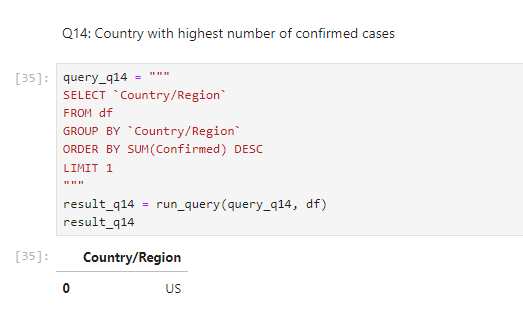 Q14: Country with highest number of confirmed cases
[35]: query_q14 = """
SELECT `Country/Region`
FROM df
GROUP BY `Country/Region`
ORDER BY SUM(Confirmed) DESC
LIMIT 1
"""
result_q14 = run_query(query_q14, df)
result_q14
[35]: Country/Region
0 US